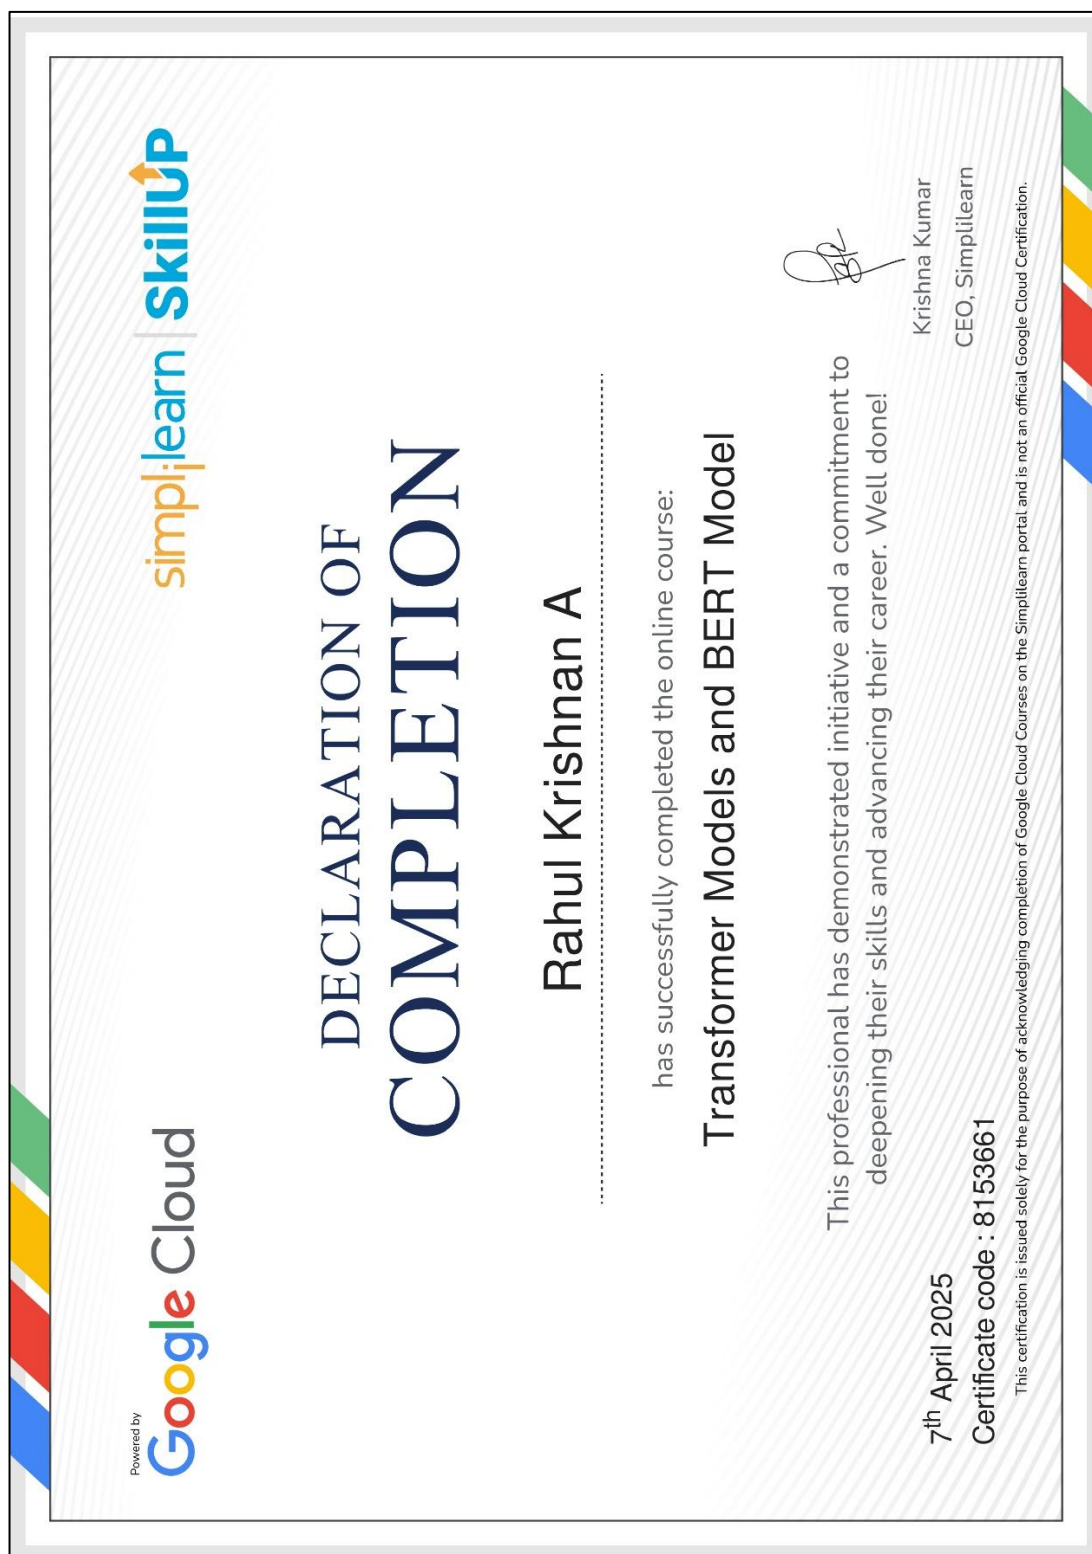 Powered by
Google Cloud
simplilearn | SKILLUP
DECLARATION OF
COMPLETION
Rahul Krishnan A
has successfully completed the online course:
Transformer Models and BERT Model
This professional has demonstrated initiative and a commitment to
deepening their skills and advancing their career. Well done!
7th April 2025
Certificate code : 8153661
Krishna Kumar
CEO, Simplilearn
This certification is issued solely for the purpose of acknowledging completion of Google Cloud Courses on the Simplilearn portal and is not an official Google Cloud Certification.